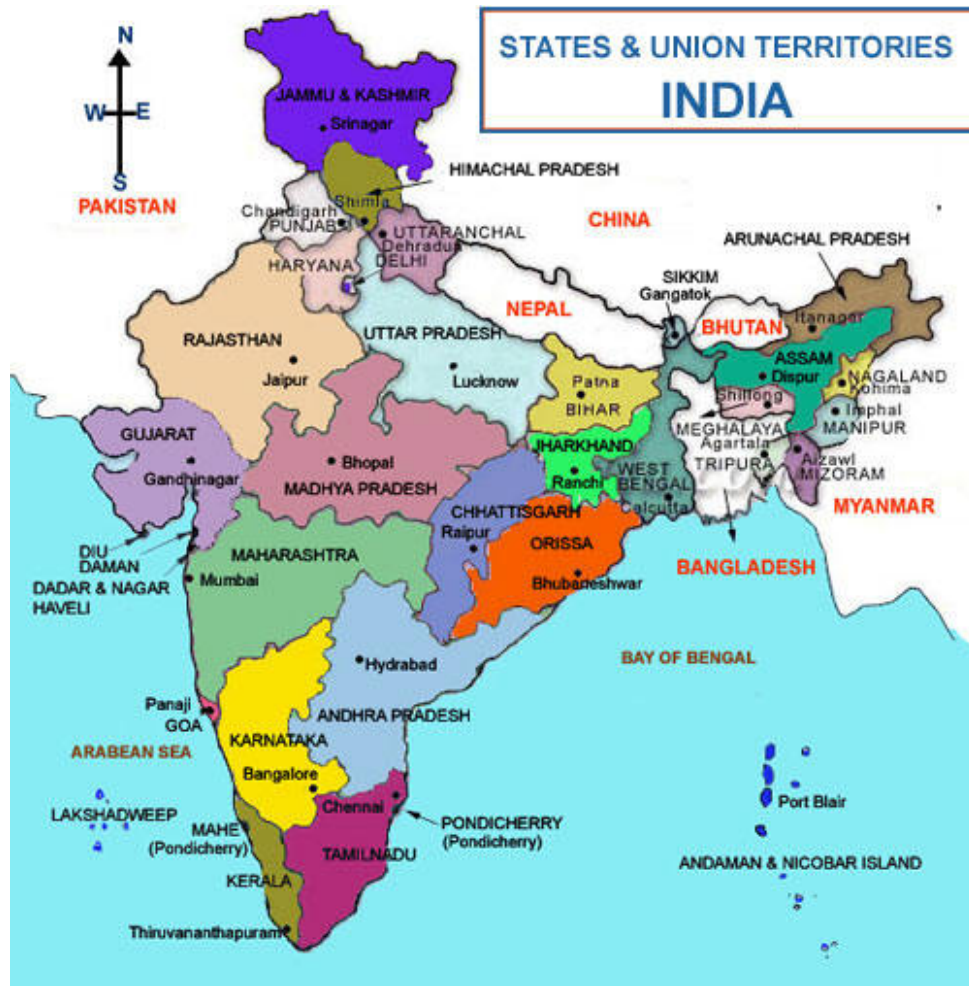 STATES & UNION TERRITORIES
INDIA
N
W E
S
JAMMU & KASHMIR
Srinagar
HIMACHAL PRADESH
PAKISTAN
Shimla
Chandigarh
PUNJAB
CHINA
UTTARANCHAL
Dehradua
DELHI
HARYANA
ARUNACHAL PRADESH
SIKKIM
Gangatok
NEPAL
BHUTAN
Itanagar
RAJASTHAN
Jaipur
UTTAR PRADESH
Lucknow
ASSAM
Dispur
NAGALAND
Kohima
Patna
BIHAR
Shillong
MEGHALAYA
Imphal
MANIPUR
Agartala
TRIPURA
Aizawl
MIZORAM
GUJARAT
Gandhinagar
Bhopal
MADHYA PRADESH
JHARKHAND
Ranchi
WEST
BENGAL
Calcutta
MYANMAR
CHHATTISGARH
Raipur
ORISSA
Bhubaneshwar
BANGLADESH
DIU
DAMAN
DADAR & NAGAR
HAVELI
MAHARASHTRA
Mumbai
BAY OF BENGAL
Hydrabad
ANDHRA PRADESH
Panaji
GOA
KARNATAKA
Bangalore
ARABEAN SEA
LAKSHADWEEP
MAHE
(Pondicherry)
Chennai
PONDICHERRY
(Pondicherry)
TAMILNADU
KERALA
Thiruvananthapuram
Port Blair
ANDAMAN & NICOBAR ISLAND